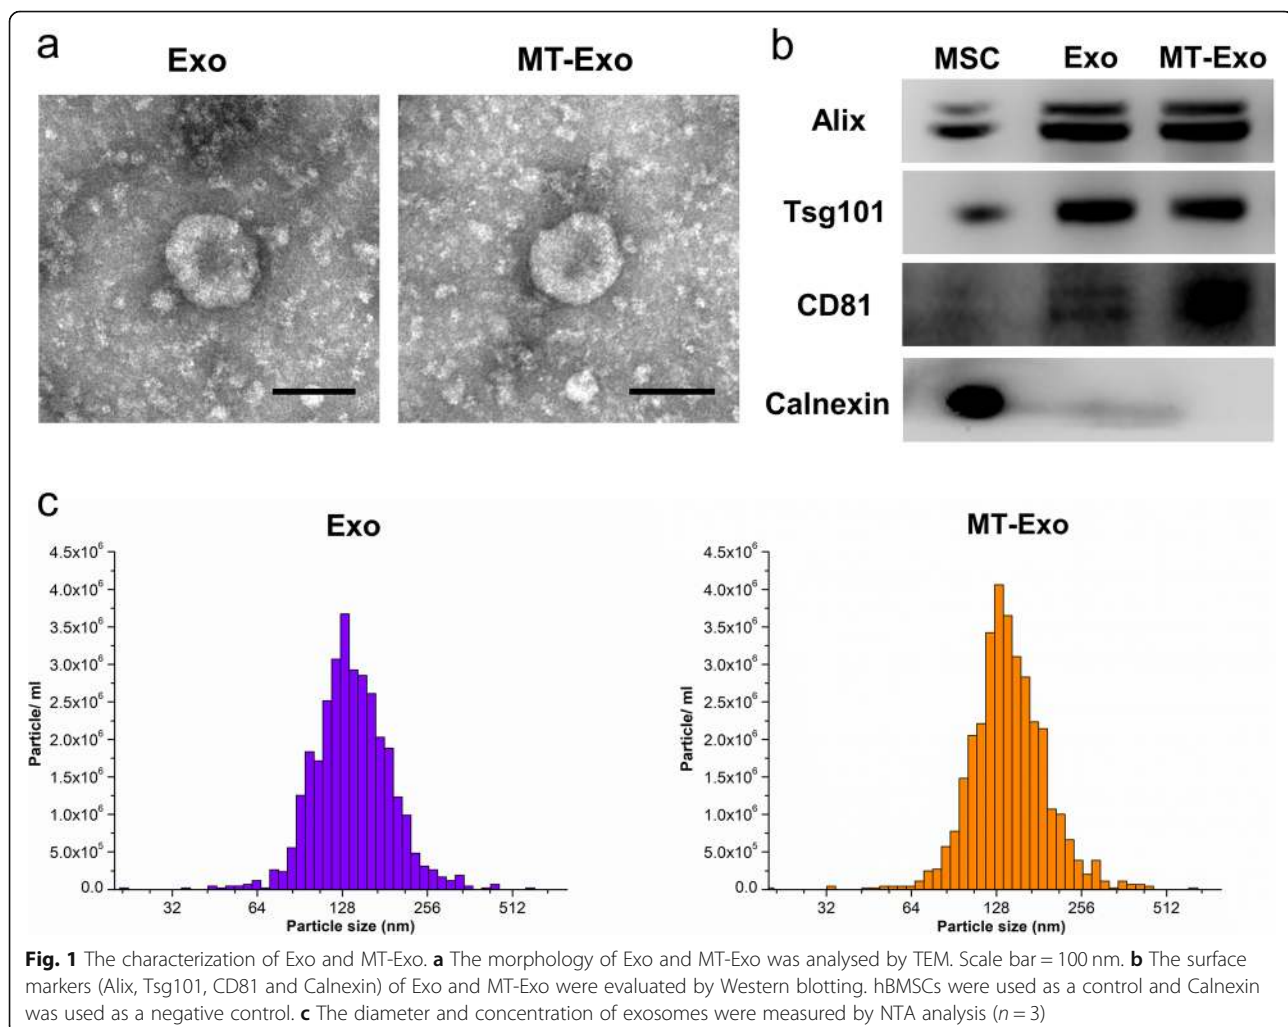 a
Exo
MT-Exo
b
MSC Exo MT-Exo
Alix
Tsg101
CD81
Calnexin
c
Exo
4.5x10⁶
4.0x10⁶
3.5x10⁶
3.0x10⁶
2.5x10⁶
2.0x10⁶
1.5x10⁶
1.0x10⁶
5.0x10⁵
0.0
Particle/ ml
32 64 128 256 512
Particle size (nm)
MT-Exo
4.5x10⁶
4.0x10⁶
3.5x10⁶
3.0x10⁶
2.5x10⁶
2.0x10⁶
1.5x10⁶
1.0x10⁶
5.0x10⁵
0.0
Particle/ ml
32 64 128 256 512
Particle size (nm)
Fig. 1 The characterization of Exo and MT-Exo. a The morphology of Exo and MT-Exo was analysed by TEM. Scale bar = 100 nm. b The surface
markers (Alix, Tsg101, CD81 and Calnexin) of Exo and MT-Exo were evaluated by Western blotting. hBMSCs were used as a control and Calnexin
was used as a negative control. c The diameter and concentration of exosomes were measured by NTA analysis (n = 3)